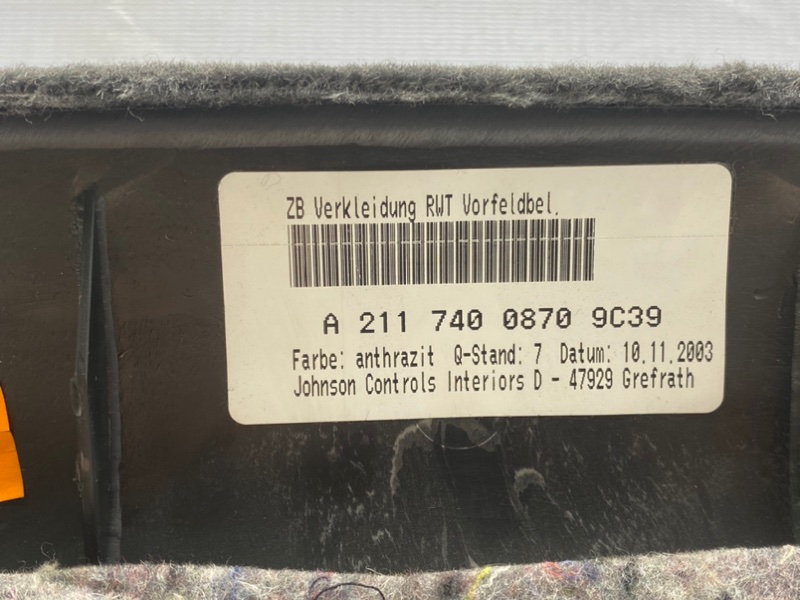 ZB Verkleidung RWT Vorfeldbel.
A 211 740 0870 9C39
Farbe: anthrazit Q-Stand: 7 Datum: 10.11.2003
Johnson Controls Interiors D - 47929 Grefrath